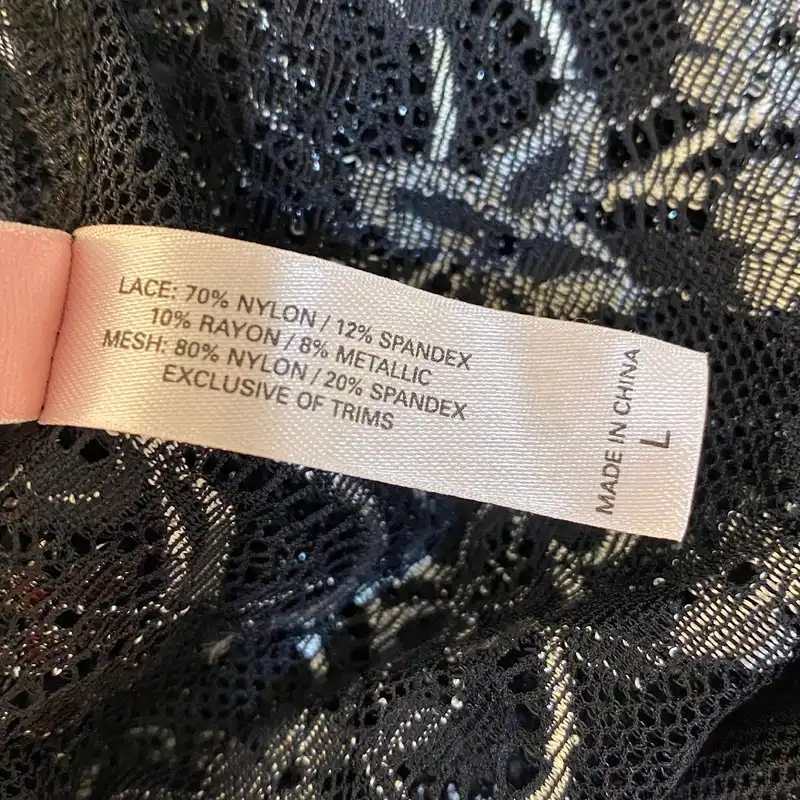 LACE: 70% NYLON / 12% SPANDEX
10% RAYON / 8% METALLIC
MESH: 80% NYLON / 20% SPANDEX
EXCLUSIVE OF TRIMS
MADE IN CHINA
L